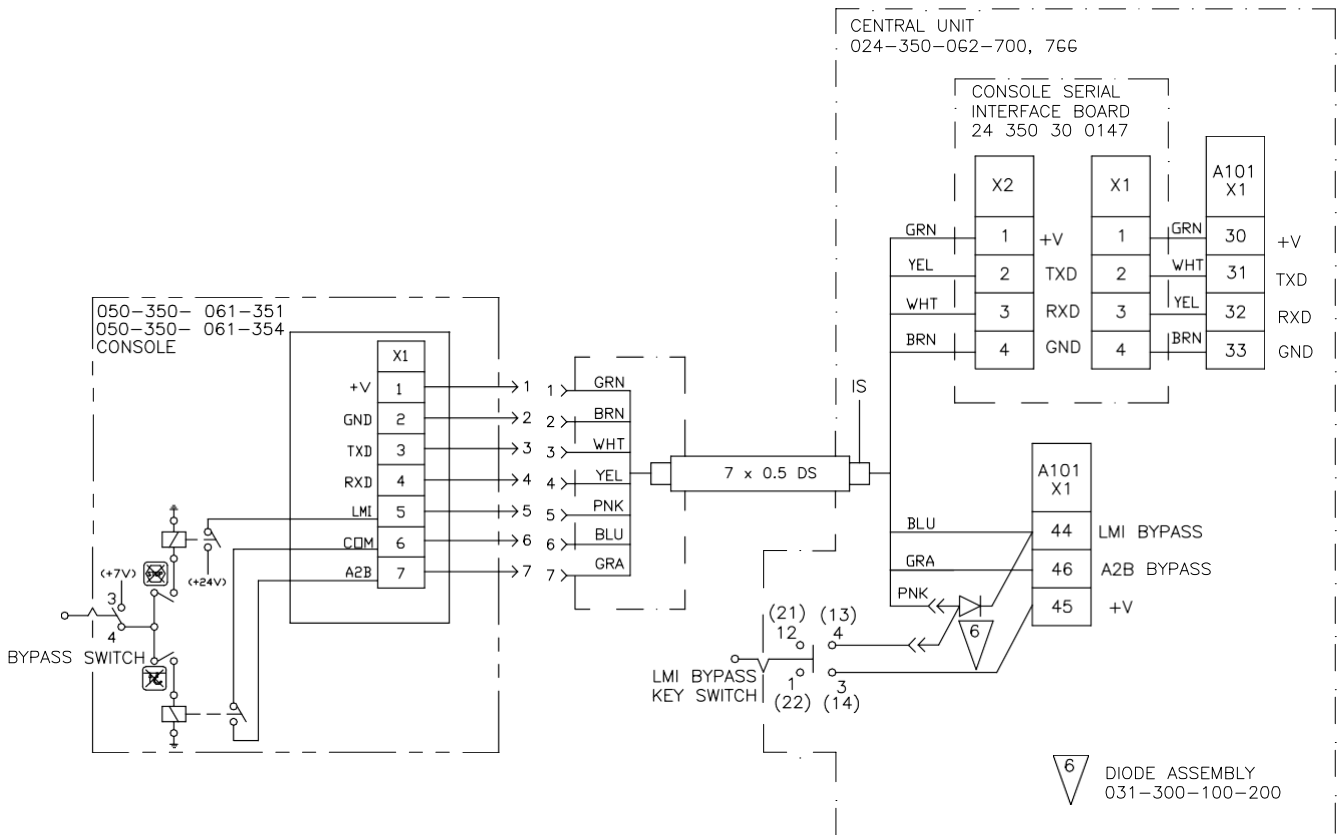 CENTRAL UNIT
024-350-062-700, 766
CONSOLE SERIAL
INTERFACE BOARD
24 350 30 0147
X2
X1
A101
X1
GRN
1
+V
1
GRN
30
+V
YEL
2
TXD
2
WHT
31
TXD
WHT
3
RXD
3
YEL
32
RXD
BRN
4
GND
4
BRN
33
GND
050-350- 061-351
050-350- 061-354
CONSOLE
X1
+V
1
1
1
GRN
GND
2
2
2
BRN
TXD
3
3
3
WHT
RXD
4
4
4
YEL
LMI
5
5
5
PNK
COM
6
6
6
BLU
A2B
7
7
7
GRA
(+7V)
(+24V)
3
4
BYPASS SWITCH
7 x 0.5 DS
IS
A101
X1
BLU
44
LMI BYPASS
GRA
46
A2B BYPASS
PNK
45
+V
6
(21)
(13)
12
4
LMI BYPASS
KEY SWITCH
1
3
(22)
(14)
6
DIODE ASSEMBLY
031-300-100-200